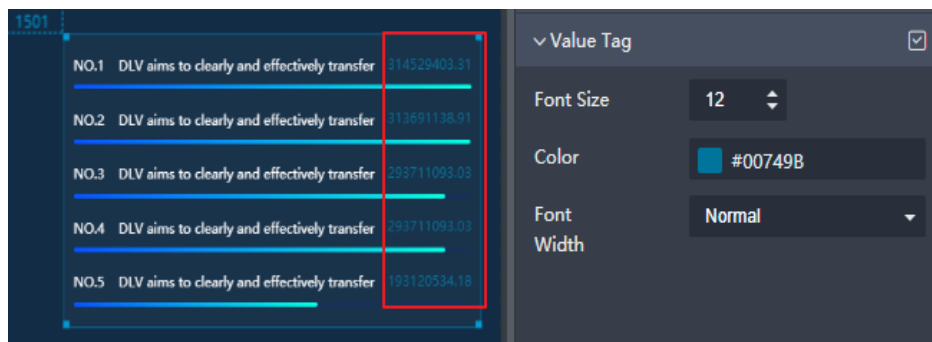 1501
NO.1 DLV aims to clearly and effectively transfer 314529403.31
NO.2 DLV aims to clearly and effectively transfer 313691138.91
NO.3 DLV aims to clearly and effectively transfer 293711093.03
NO.4 DLV aims to clearly and effectively transfer 293711093.03
NO.5 DLV aims to clearly and effectively transfer 193120534.18
Value Tag
Font Size 12
Color #00749B
Font Width Normal